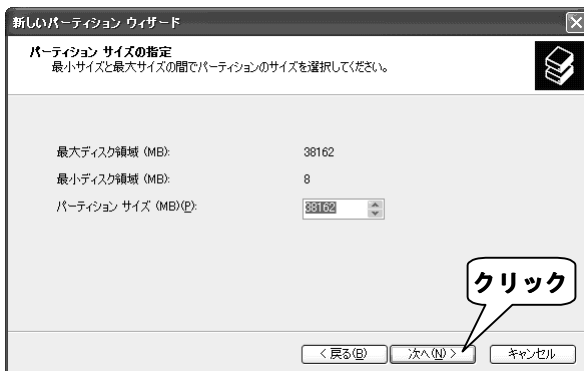 新しいパーティション ウィザード
パーティション サイズの指定
最小サイズと最大サイズの間でパーティションのサイズを選択してください。
最大ディスク領域 (MB): 38162
最小ディスク領域 (MB): 8
パーティション サイズ (MB)(P): 38162
クリック
< 戻る(B) 次へ(N) > キャンセル